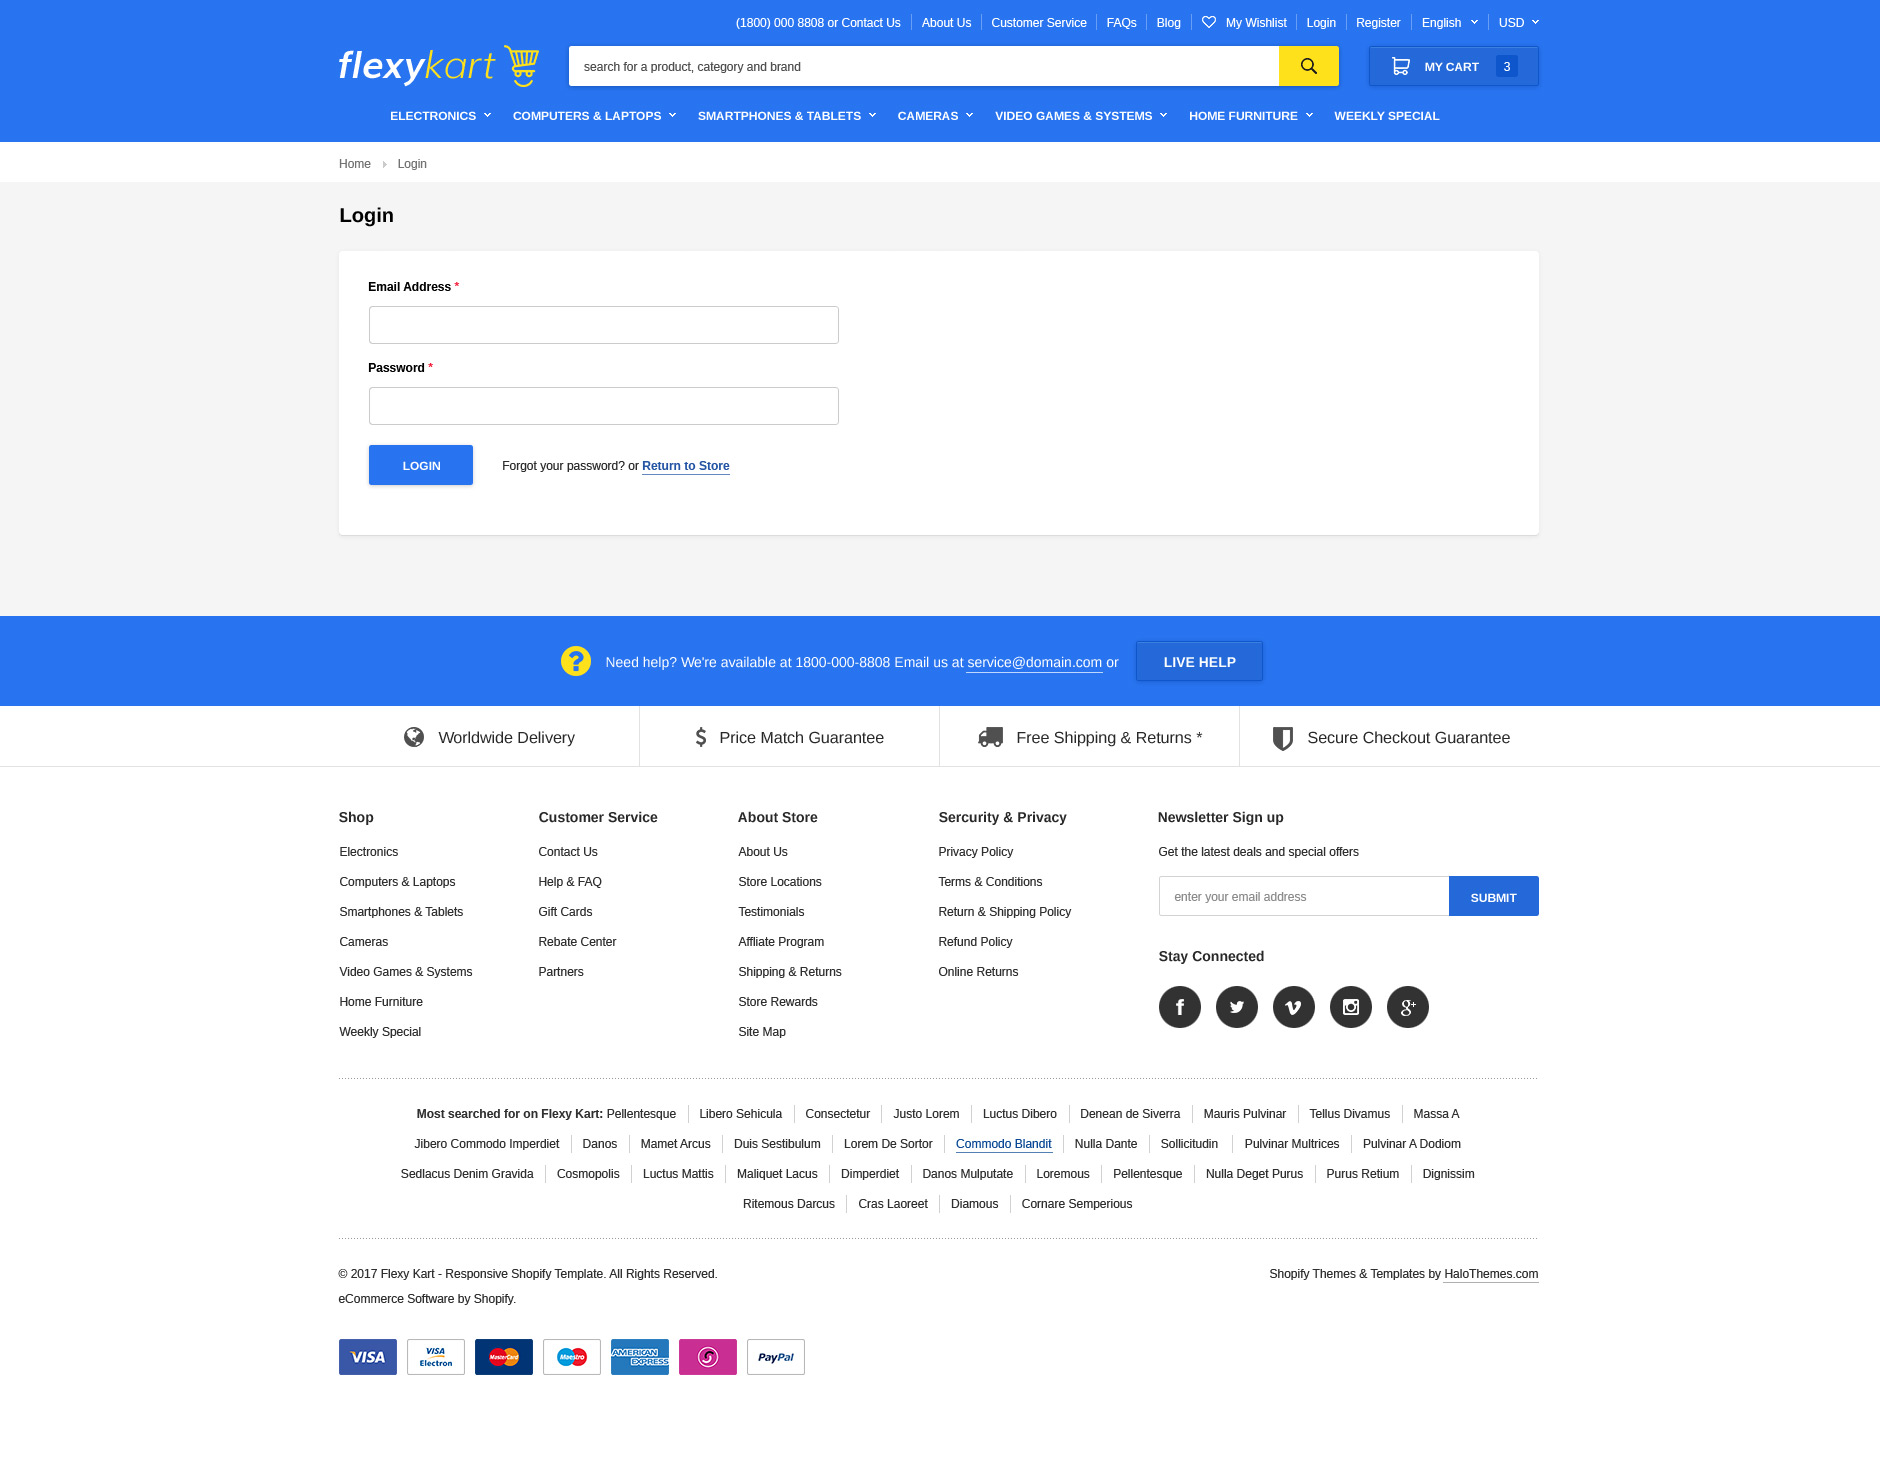 (1800) 000 8808 or Contact Us About Us Customer Service FAQs Blog My Wishlist Login Register English USD
flexykart
search for a product, category and brand
MY CART 3
ELECTRONICS COMPUTERS & LAPTOPS SMARTPHONES & TABLETS CAMERAS VIDEO GAMES & SYSTEMS HOME FURNITURE WEEKLY SPECIAL
Home Login
Login
Email Address *
Password *
LOGIN Forgot your password? or Return to Store
? Need help? We're available at 1800-000-8808 Email us at service@domain.com or LIVE HELP
Worldwide Delivery $ Price Match Guarantee Free Shipping & Returns * Secure Checkout Guarantee
Shop
Electronics
Computers & Laptops
Smartphones & Tablets
Cameras
Video Games & Systems
Home Furniture
Weekly Special
Customer Service
Contact Us
Help & FAQ
Gift Cards
Rebate Center
Partners
About Store
About Us
Store Locations
Testimonials
Affliate Program
Shipping & Returns
Store Rewards
Site Map
Sercurity & Privacy
Privacy Policy
Terms & Conditions
Return & Shipping Policy
Refund Policy
Online Returns
Newsletter Sign up
Get the latest deals and special offers
enter your email address SUBMIT
Stay Connected
f g+
Most searched for on Flexy Kart: Pellentesque Libero Sehicula Consectetur Justo Lorem Luctus Dibero Denean de Siverra Mauris Pulvinar Tellus Divamus Massa A
Jibero Commodo Imperdiet Danos Mamet Arcus Duis Sestibulum Lorem De Sortor Commodo Blandit Nulla Dante Sollicitudin Pulvinar Multrices Pulvinar A Dodiom
Sedlacus Denim Gravida Cosmopolis Luctus Mattis Maliquet Lacus Dimperdiet Danos Mulputate Loremous Pellentesque Nulla Deget Purus Purus Retium Dignissim
Ritemous Darcus Cras Laoreet Diamous Cornare Semperious
© 2017 Flexy Kart - Responsive Shopify Template. All Rights Reserved.
eCommerce Software by Shopify.
Shopify Themes & Templates by HaloThemes.com
VISA
VISA
Electron
MasterCard
Maestro
AMERICAN
EXPRESS
PayPal